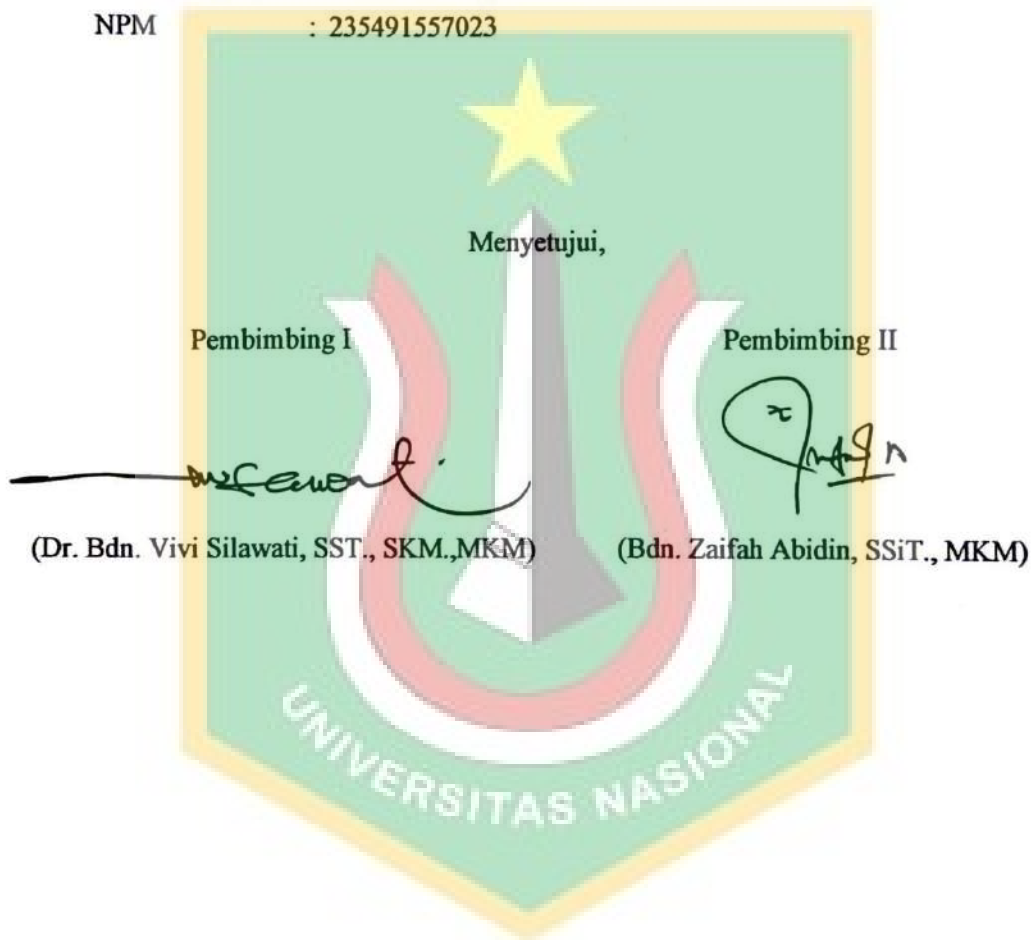 NPM : 235491557023
Menyetujui,
Pembimbing I Pembimbing II
(Dr. Bdn. Vivi Silawati, SST., SKM.,MKM) (Bdn. Zaifah Abidin, SSiT., MKM)
UNIVERSITAS NASIONAL